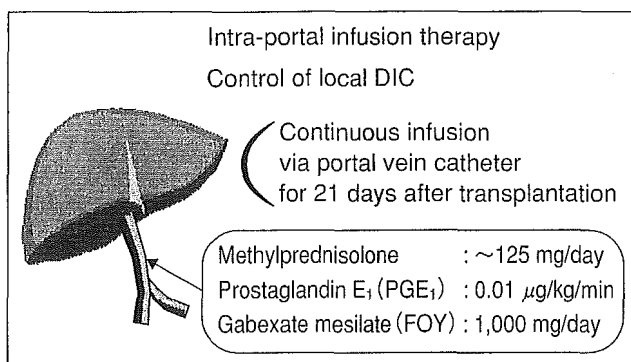 Intra-portal infusion therapy
Control of local DIC
Continuous infusion
via portal vein catheter
for 21 days after transplantation
Methylprednisolone : ~125 mg/day
Prostaglandin E₁ (PGE₁) : 0.01 μg/kg/min
Gabexate mesilate (FOY) : 1,000 mg/day